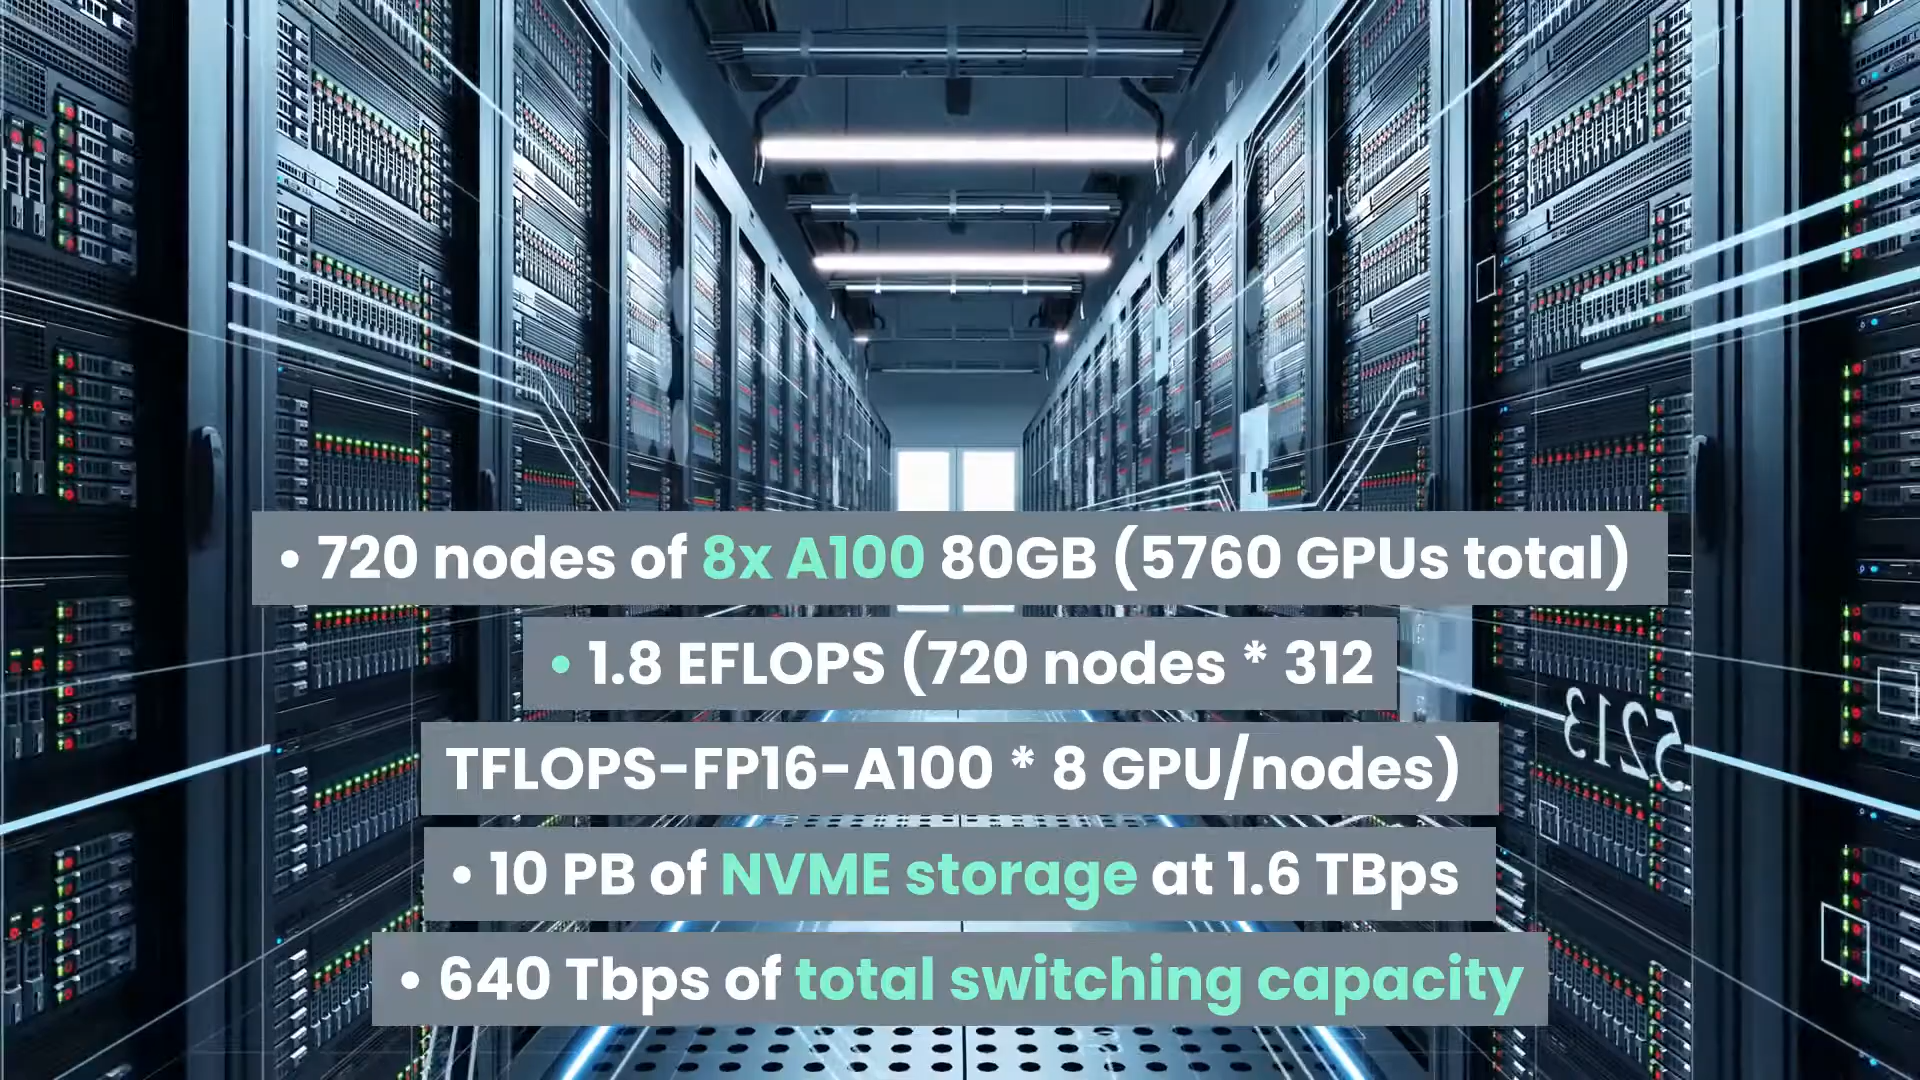 • 720 nodes of 8x A100 80GB (5760 GPUs total)
• 1.8 EFLOPS (720 nodes * 312
TFLOPS-FP16-A100 * 8 GPU/nodes)
• 10 PB of NVME storage at 1.6 TBps
• 640 Tbps of total switching capacity
5213